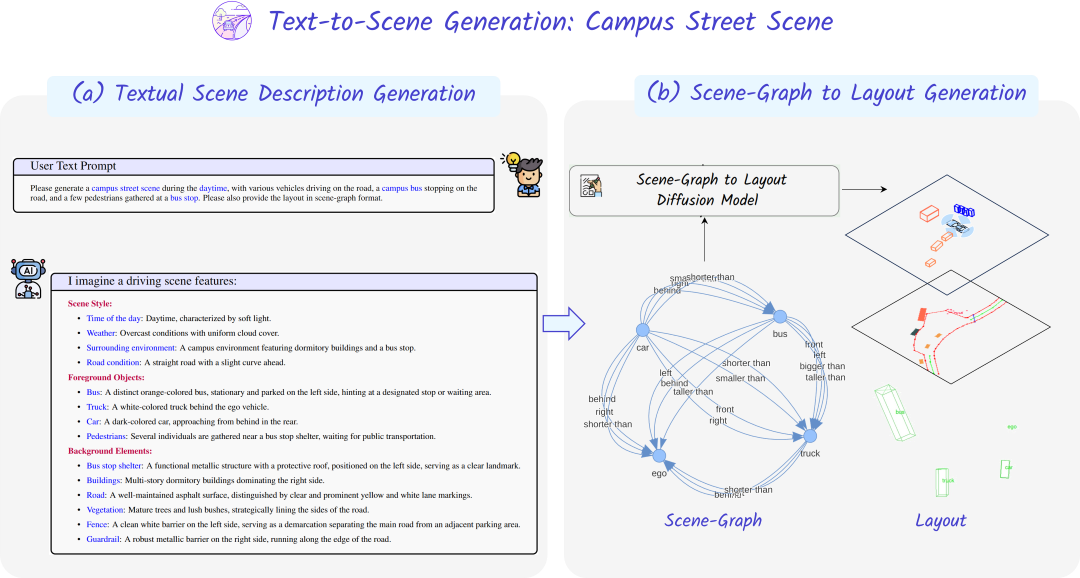 Text-to-Scene Generation: Campus Street Scene
(a) Textual Scene Description Generation
User Text Prompt
Please generate a campus street scene during the daytime, with various vehicles driving on the road, a campus bus stopping on the
road, and a few pedestrians gathered at a bus stop. Please also provide the layout in scene-graph format.
AI
I imagine a driving scene features:
Scene Style:
• Time of the day: Daytime, characterized by soft light.
• Weather: Overcast conditions with uniform cloud cover.
• Surrounding environment: A campus environment featuring dormitory buildings and a bus stop.
• Road condition: A straight road with a slight curve ahead.
Foreground Objects:
• Bus: A distinct orange-colored bus, stationary and parked on the left side, hinting at a designated stop or waiting area.
• Truck: A white-colored truck behind the ego vehicle.
• Car: A dark-colored car, approaching from behind in the rear.
• Pedestrians: Several individuals are gathered near a bus stop shelter, waiting for public transportation.
Background Elements:
• Bus stop shelter: A functional metallic structure with a protective roof, positioned on the left side, serving as a clear landmark.
• Buildings: Multi-story dormitory buildings dominating the right side.
• Road: A well-maintained asphalt surface, distinguished by clear and prominent yellow and white lane markings.
• Vegetation: Mature trees and lush bushes, strategically lining the sides of the road.
• Fence: A clean white barrier on the left side, serving as a demarcation separating the main road from an adjacent parking area.
• Guardrail: A robust metallic barrier on the right side, running along the edge of the road.
(b) Scene-Graph to Layout Generation
Scene-Graph to Layout
Diffusion Model
shorter than
right
behind
bus
car
front
left
bigger than
taller than
shorter than
smaller than
left
behind
taller than
front
right
behind
right
shorter than
truck
ego
shorter than
behind
Scene-Graph
bus
ego
car
truck
Layout